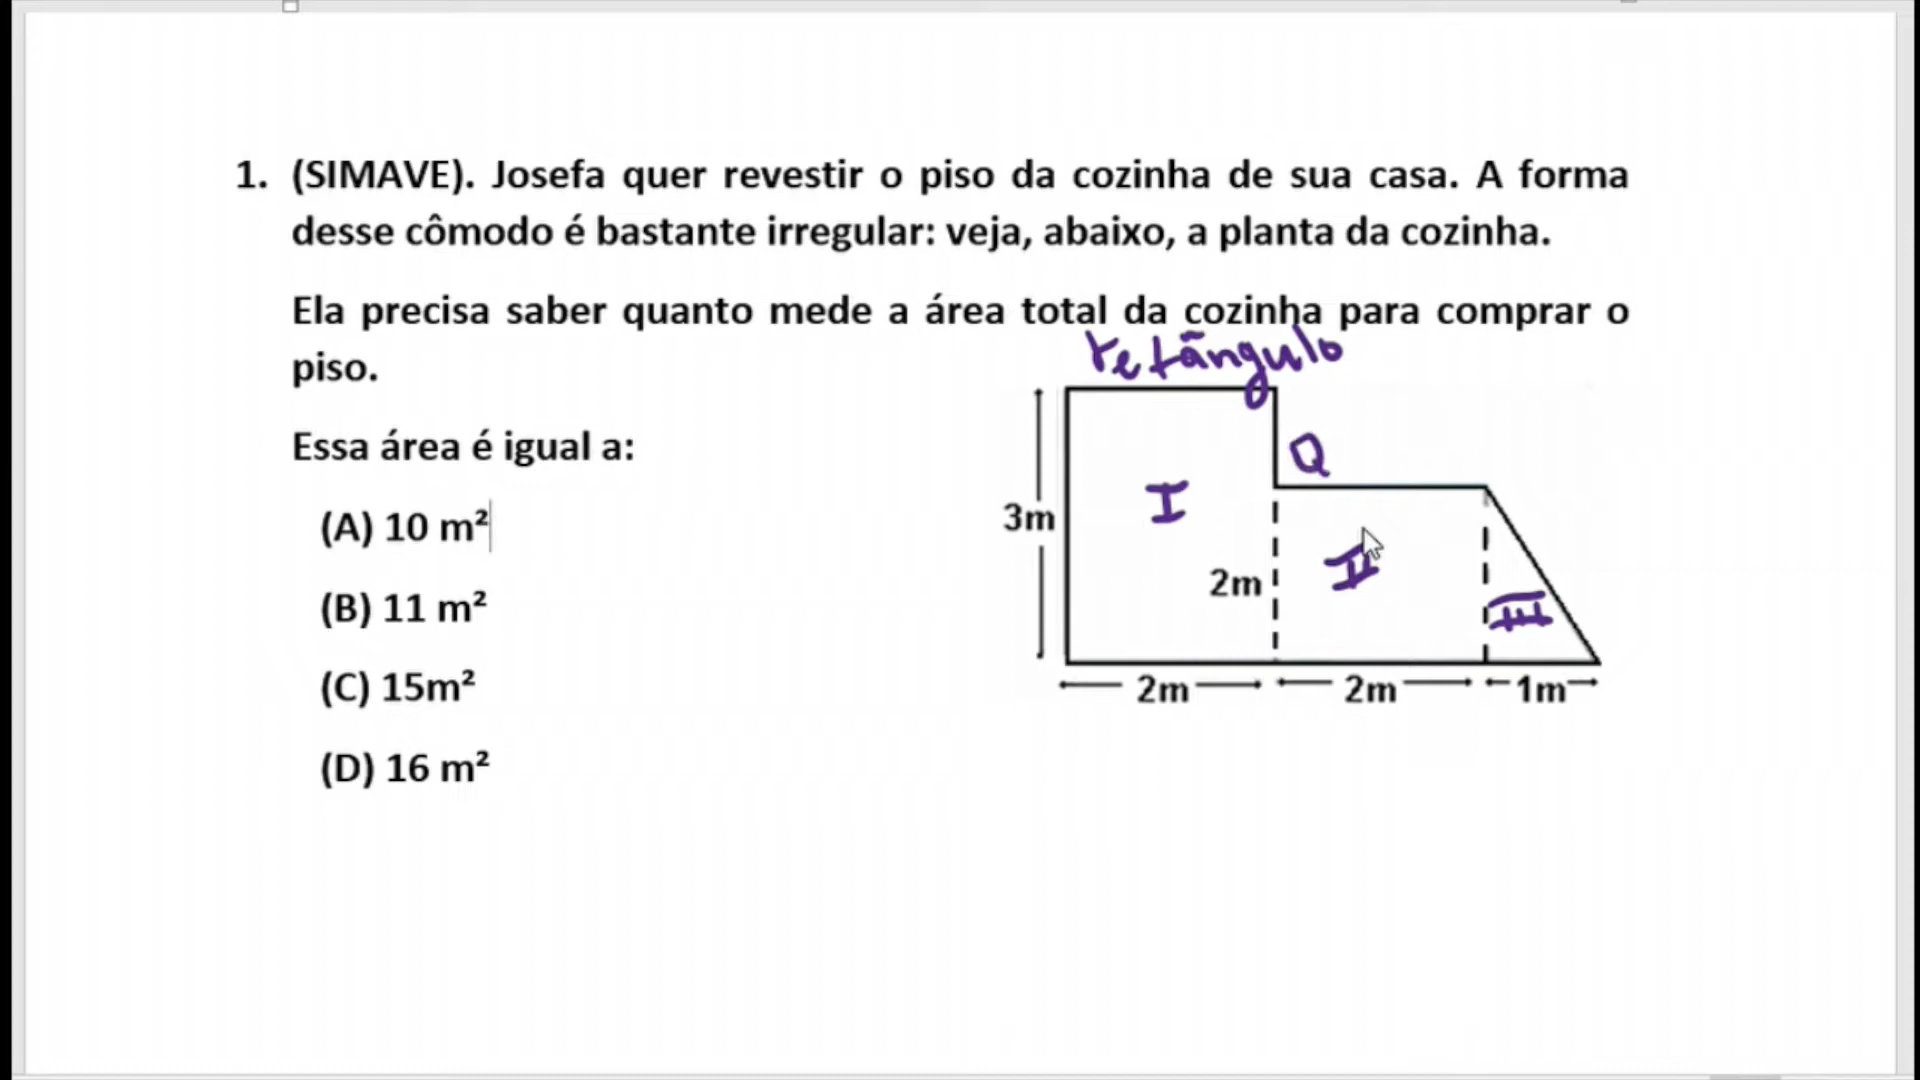 1. (SIMAVE). Josefa quer revestir o piso da cozinha de sua casa. A forma
desse cômodo é bastante irregular: veja, abaixo, a planta da cozinha.
Ela precisa saber quanto mede a área total da cozinha para comprar o
piso.
retângulo
Essa área é igual a:
Q
I
3m
(A) 10 m²
II
2m
III
(B) 11 m²
2m 2m 1m
(C) 15m²
(D) 16 m²